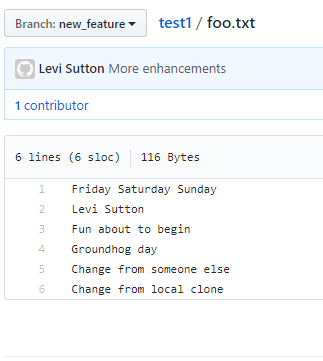 Branch: new_feature test1 / foo.txt
Levi Sutton More enhancements
1 contributor
6 lines (6 sloc) 116 Bytes
1 Friday Saturday Sunday
2 Levi Sutton
3 Fun about to begin
4 Groundhog day
5 Change from someone else
6 Change from local clone